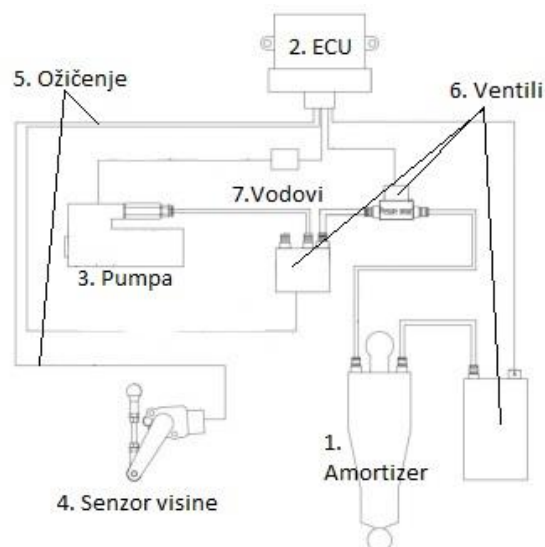 2. ECU
5. Ožičenje
6. Ventili
7.Vodovi
3. Pumpa
1.
Amortizer
4. Senzor visine